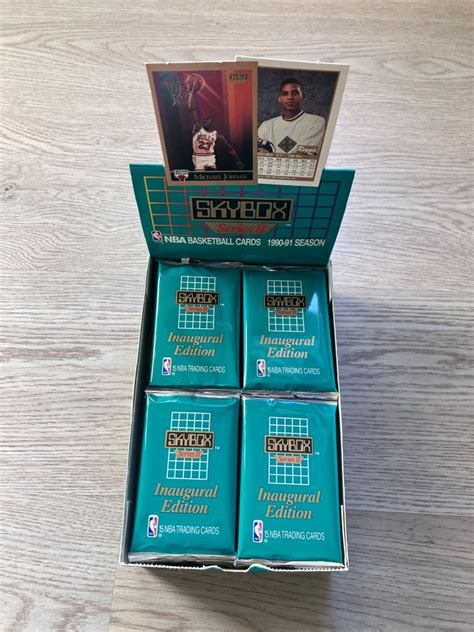 BULLS
23
MICHAEL JORDAN
SKYBOX
Series II
NBA BASKETBALL CARDS 1990-91 SEASON
SKYBOX
Series II
Inaugural
Edition
15 NBA TRADING CARDS
SKYBOX
Series II
Inaugural
Edition
15 NBA TRADING CARDS
SKYBOX
Series II
Inaugural
Edition
15 NBA TRADING CARDS
SKYBOX
Series II
Inaugural
Edition
15 NBA TRADING CARDS